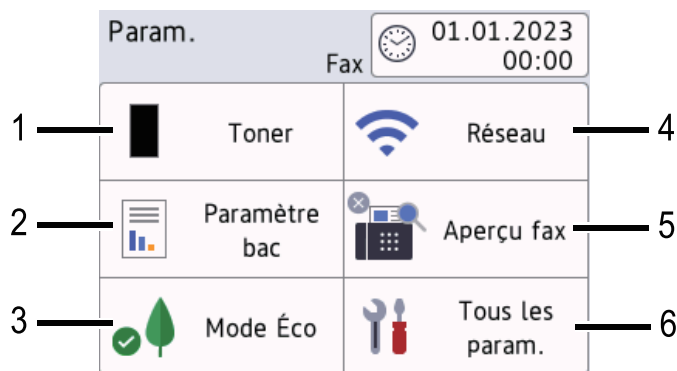 Param.
Fax
01.01.2023
00:00
1
Toner
Réseau
4
2
Paramètre
bac
Aperçu fax
5
3
Mode Éco
Tous les
param.
6